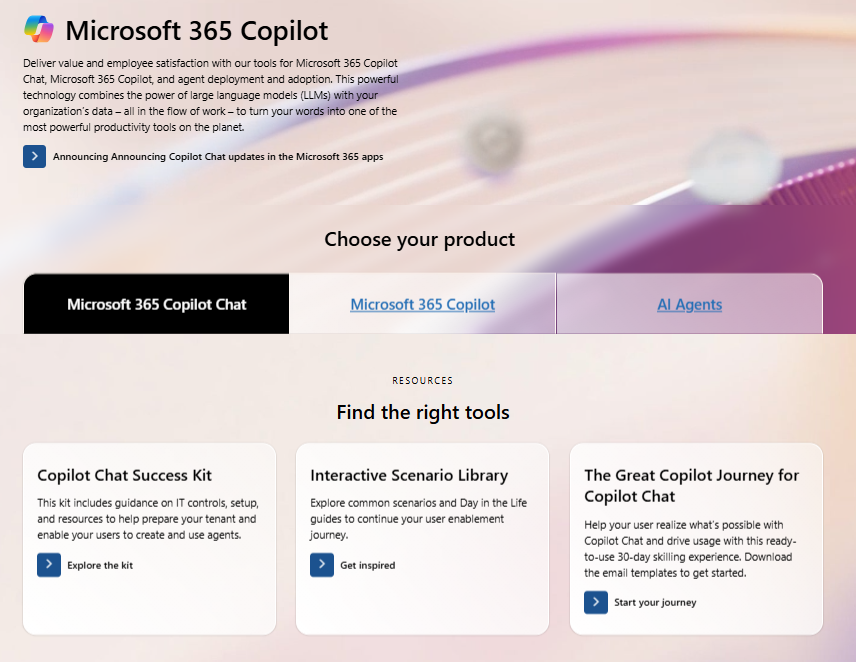 Microsoft 365 Copilot
Deliver value and employee satisfaction with our tools for Microsoft 365 Copilot
Chat, Microsoft 365 Copilot, and agent deployment and adoption. This powerful
technology combines the power of large language models (LLMs) with your
organization's data – all in the flow of work – to turn your words into one of the
most powerful productivity tools on the planet.
Announcing Announcing Copilot Chat updates in the Microsoft 365 apps
Choose your product
Microsoft 365 Copilot Chat
Microsoft 365 Copilot
AI Agents
RESOURCES
Find the right tools
Copilot Chat Success Kit
This kit includes guidance on IT controls, setup,
and resources to help prepare your tenant and
enable your users to create and use agents.
Explore the kit
Interactive Scenario Library
Explore common scenarios and Day in the Life
guides to continue your user enablement
journey.
Get inspired
The Great Copilot Journey for
Copilot Chat
Help your user realize what's possible with
Copilot Chat and drive usage with this ready-
to-use 30-day skilling experience. Download
the email templates to get started.
Start your journey